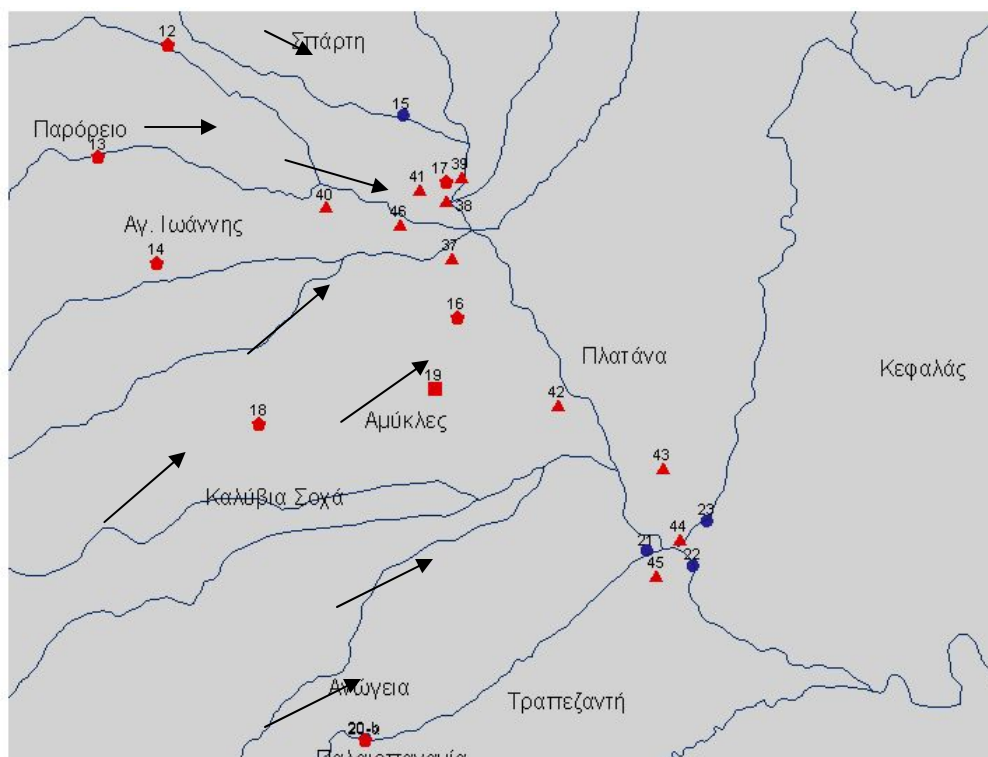 12
Σπάρτη
15
Παρόρειο
13
41
17
39
40
38
46
Αγ. Ιωάννης
14
37
16
Πλατάνα
Κεφαλάς
19
18
Αμύκλες
42
43
Καλύβια Σοχά
23
44
21
22
45
Ανώγεια
Τραπεζαντή
20-b
Παλαιοπαναγιά